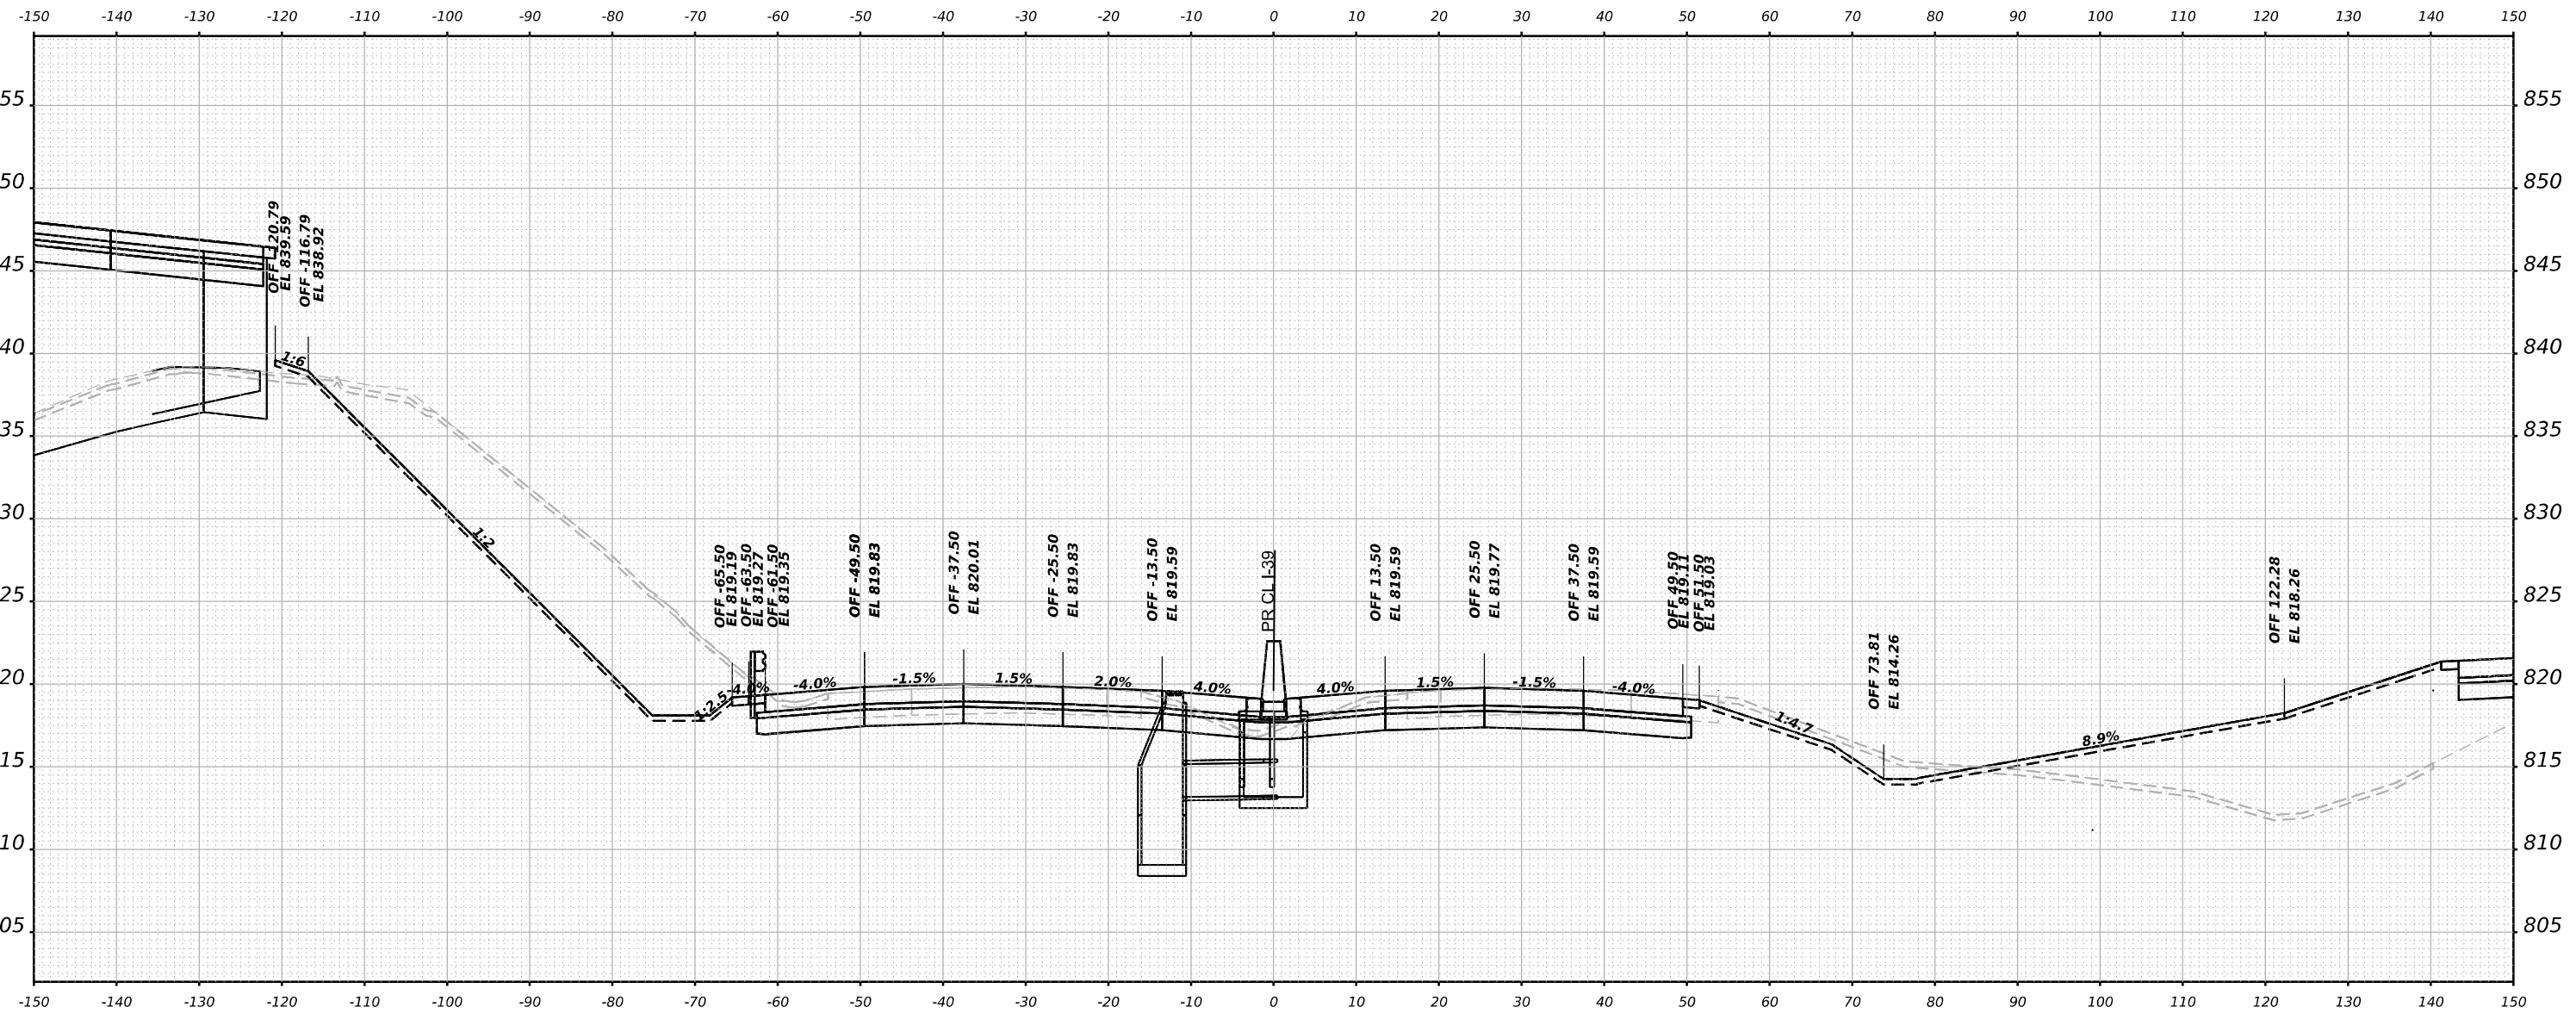 -150 -140 -130 -120 -110 -100 -90 -80 -70 -60 -50 -40 -30 -20 -10 0 10 20 30 40 50 60 70 80 90 100 110 120 130 140 150
55 855
50 850
45 845
40 840
35 835
30 830
25 825
20 820
15 815
10 810
05 805
OFF -120.79
EL 839.59
OFF -116.79
EL 838.92
1:6
1:2
OFF -65.50
EL 819.19
OFF -63.50
EL 819.27
OFF -61.50
EL 819.35
OFF -49.50
EL 819.83
OFF -37.50
EL 820.01
OFF -25.50
EL 819.83
OFF -13.50
EL 819.59
PR CL I-39
OFF 13.50
EL 819.59
OFF 25.50
EL 819.77
OFF 37.50
EL 819.59
OFF 49.50
EL 819.11
OFF 51.50
EL 819.03
OFF 73.81
EL 814.26
OFF 122.28
EL 818.26
1:2.5 -4.0% -4.0% -1.5% 1.5% 2.0% 4.0% 4.0% 1.5% -1.5% -4.0%
1:4.7
8.9%
-150 -140 -130 -120 -110 -100 -90 -80 -70 -60 -50 -40 -30 -20 -10 0 10 20 30 40 50 60 70 80 90 100 110 120 130 140 150